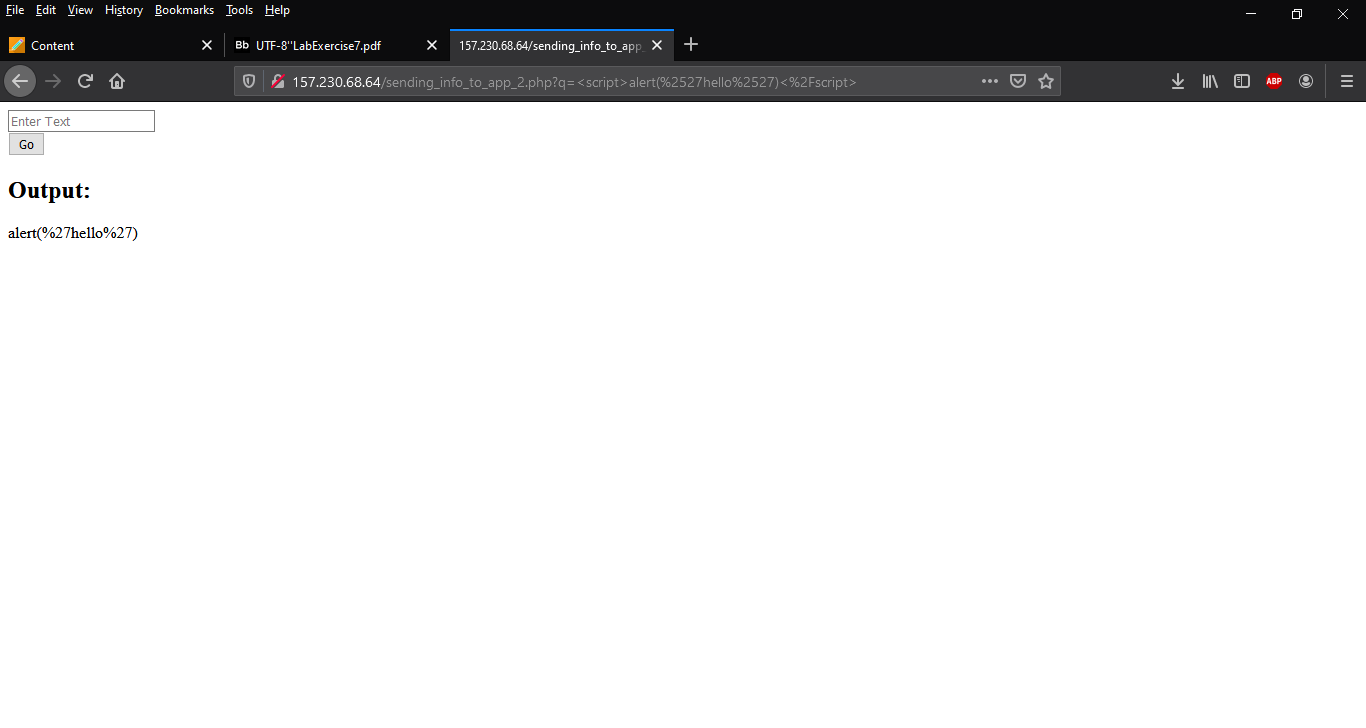 File Edit View History Bookmarks Tools Help
Content
Bb UTF-8''LabExercise7.pdf
157.230.68.64/sending_info_to_app_
157.230.68.64/sending_info_to_app_2.php?q=<script>alert(%2527hello%2527)<%2Fscript>
ABP
Enter Text
Go
Output:
alert(%27hello%27)